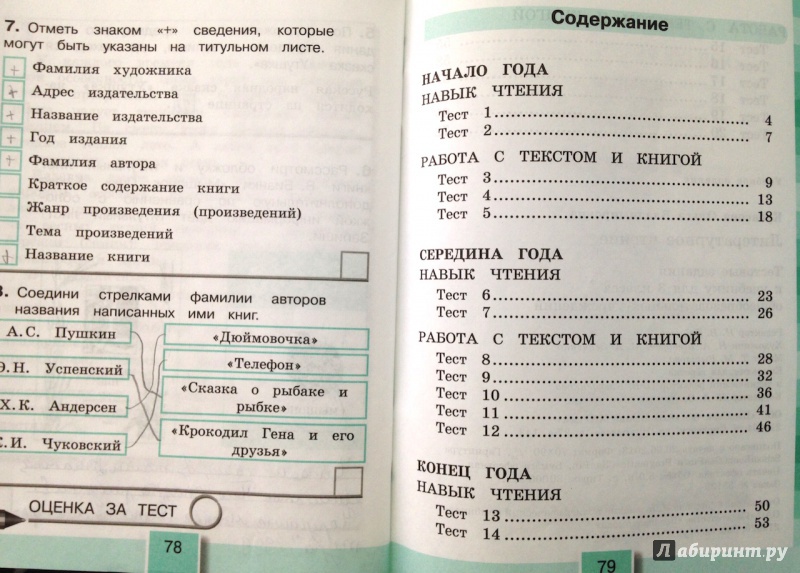 7. Отметь знаком «+» сведения, которые
могут быть указаны на титульном листе.
+ Фамилия художника
+ Адрес издательства
+ Название издательства
+ Год издания
+ Фамилия автора
Краткое содержание книги
Жанр произведения (произведений)
Тема произведений
+ Название книги
8. Соедини стрелками фамилии авторов
названия написанных ими книг.
А.С. Пушкин
Э.Н. Успенский
Х.К. Андерсен
К.И. Чуковский
«Дюймовочка»
«Телефон»
«Сказка о рыбаке и
рыбке»
«Крокодил Гена и его
друзья»
ОЦЕНКА ЗА ТЕСТ
78
Содержание
НАЧАЛО ГОДА
НАВЫК ЧТЕНИЯ
Тест 1 4
Тест 2 7
РАБОТА С ТЕКСТОМ И КНИГОЙ
Тест 3 9
Тест 4 13
Тест 5 18
СЕРЕДИНА ГОДА
НАВЫК ЧТЕНИЯ
Тест 6 23
Тест 7 26
РАБОТА С ТЕКСТОМ И КНИГОЙ
Тест 8 28
Тест 9 32
Тест 10 36
Тест 11 41
Тест 12 46
КОНЕЦ ГОДА
НАВЫК ЧТЕНИЯ
Тест 13 50
Тест 14 53
79
Лабиринт.ру